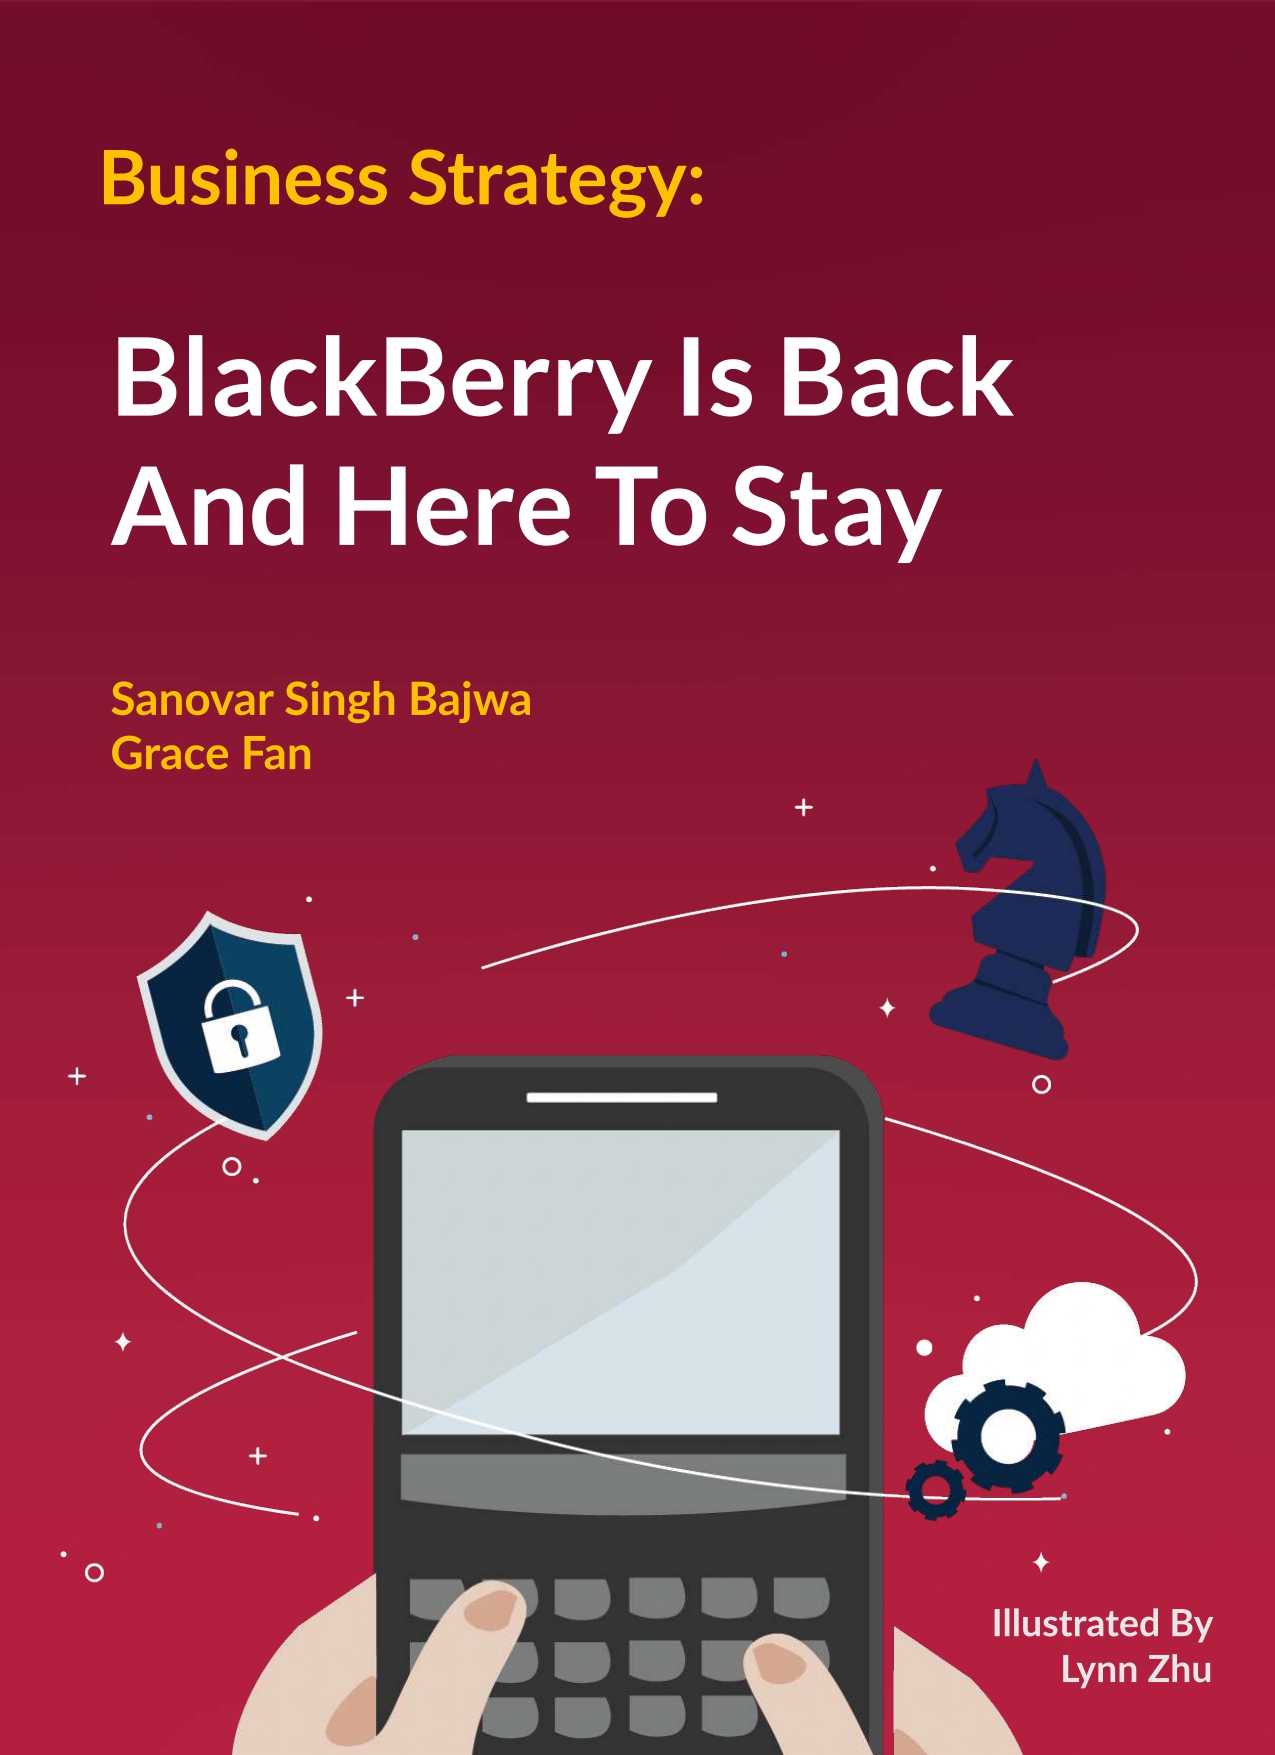 Business Strategy:
BlackBerry Is Back
And Here To Stay
Sanovar Singh Bajwa
Grace Fan
Illustrated By
Lynn Zhu